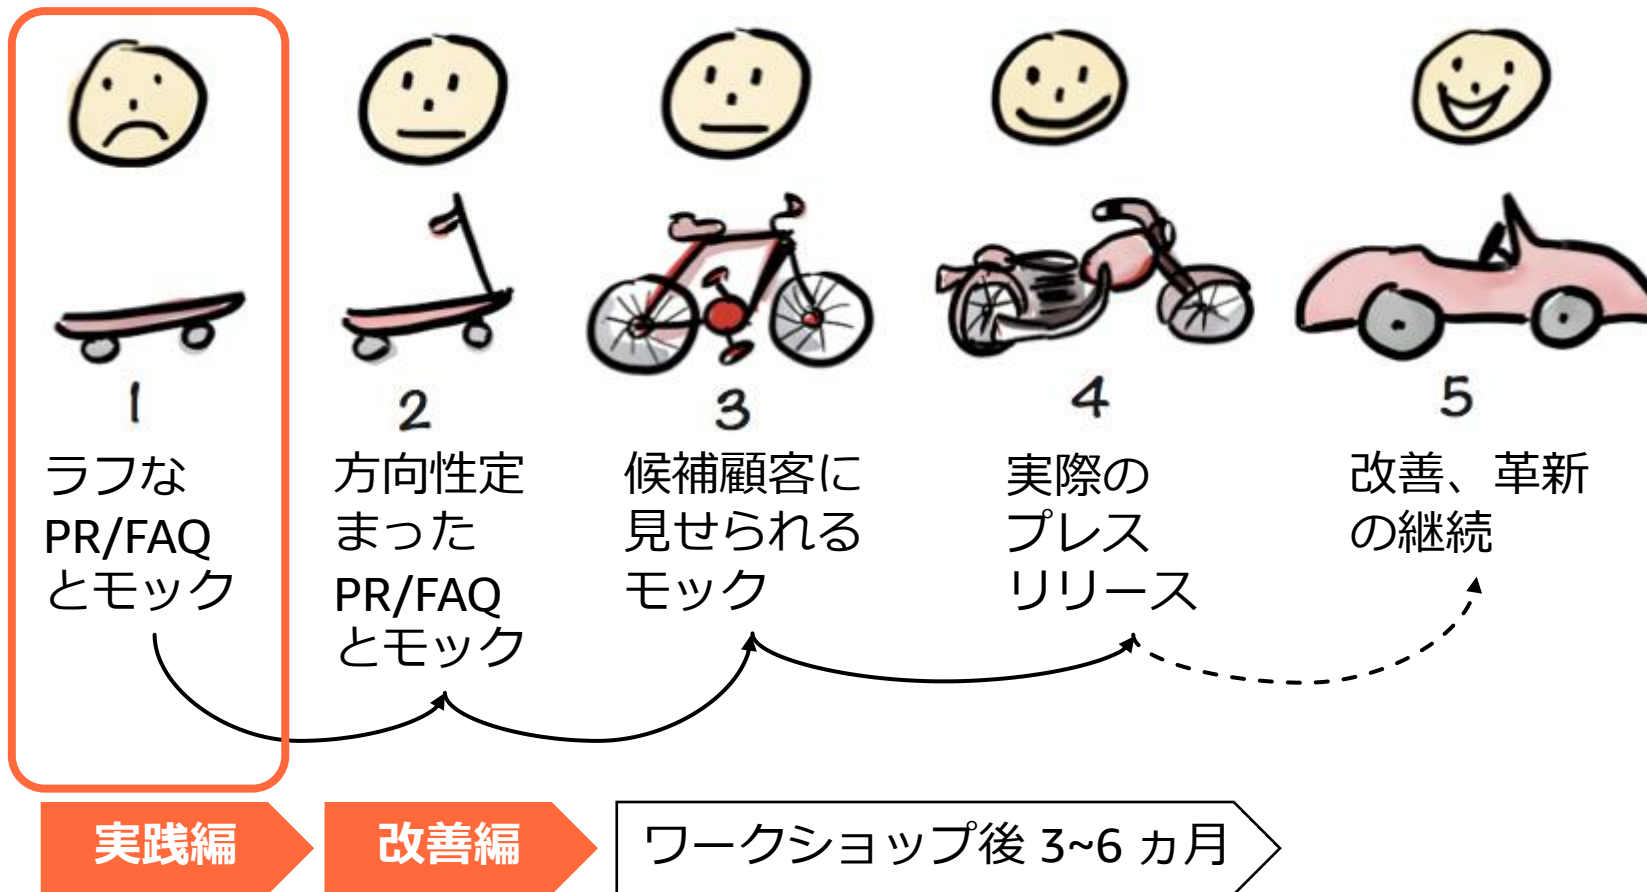 1
2
3
4
5
ラフな
PR/FAQ
とモック
方向性定
まった
PR/FAQ
とモック
候補顧客に
見せられる
モック
実際の
プレス
リリース
改善、革新
の継続
実践編
改善編
ワークショップ後 3~6 ヵ月